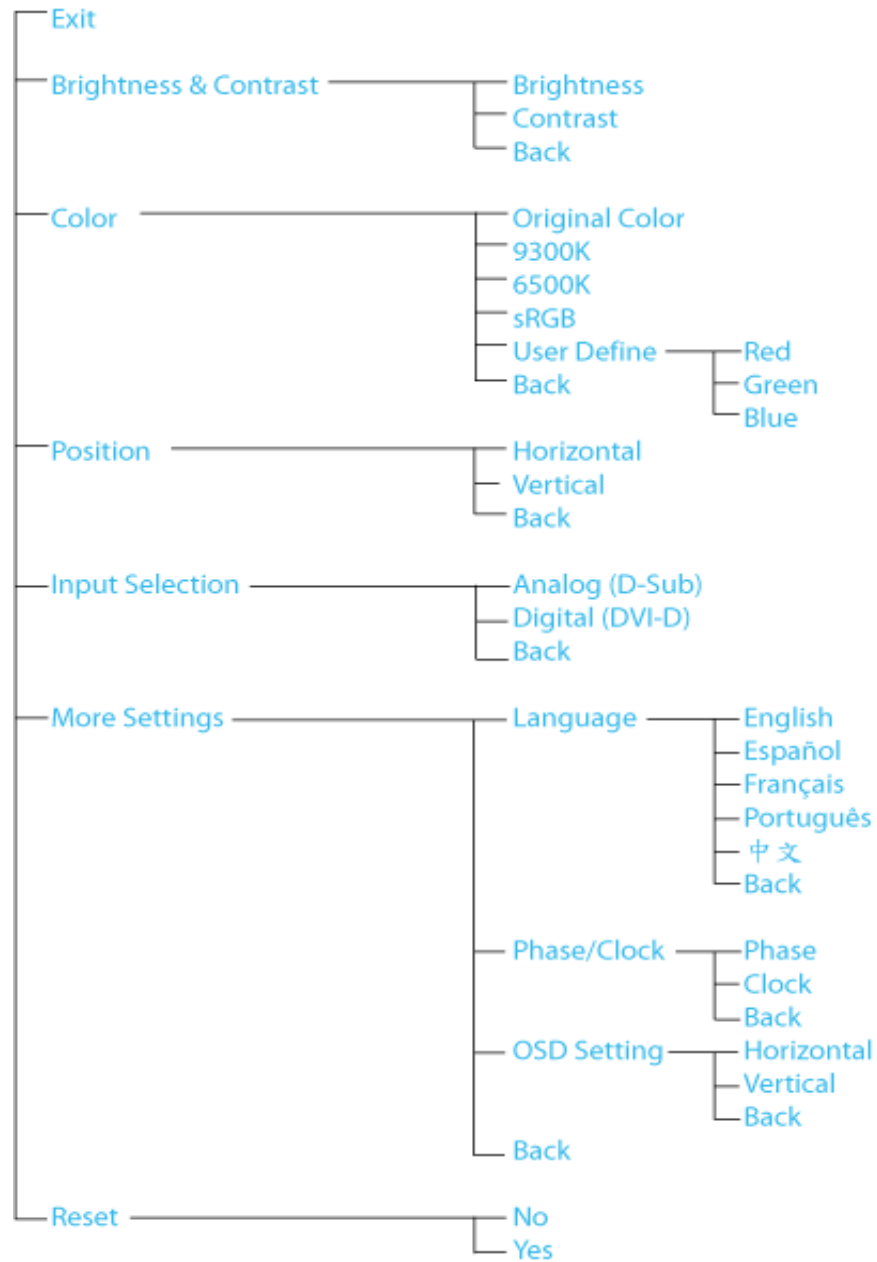 Exit
Brightness & Contrast
Brightness
Contrast
Back
Color
Original Color
9300K
6500K
sRGB
User Define
Red
Back
Green
Blue
Position
Horizontal
Vertical
Back
Input Selection
Analog (D-Sub)
Digital (DVI-D)
Back
More Settings
Language
English
Español
Français
Português
中文
Back
Phase/Clock
Phase
Clock
Back
OSD Setting
Horizontal
Vertical
Back
Back
Reset
No
Yes